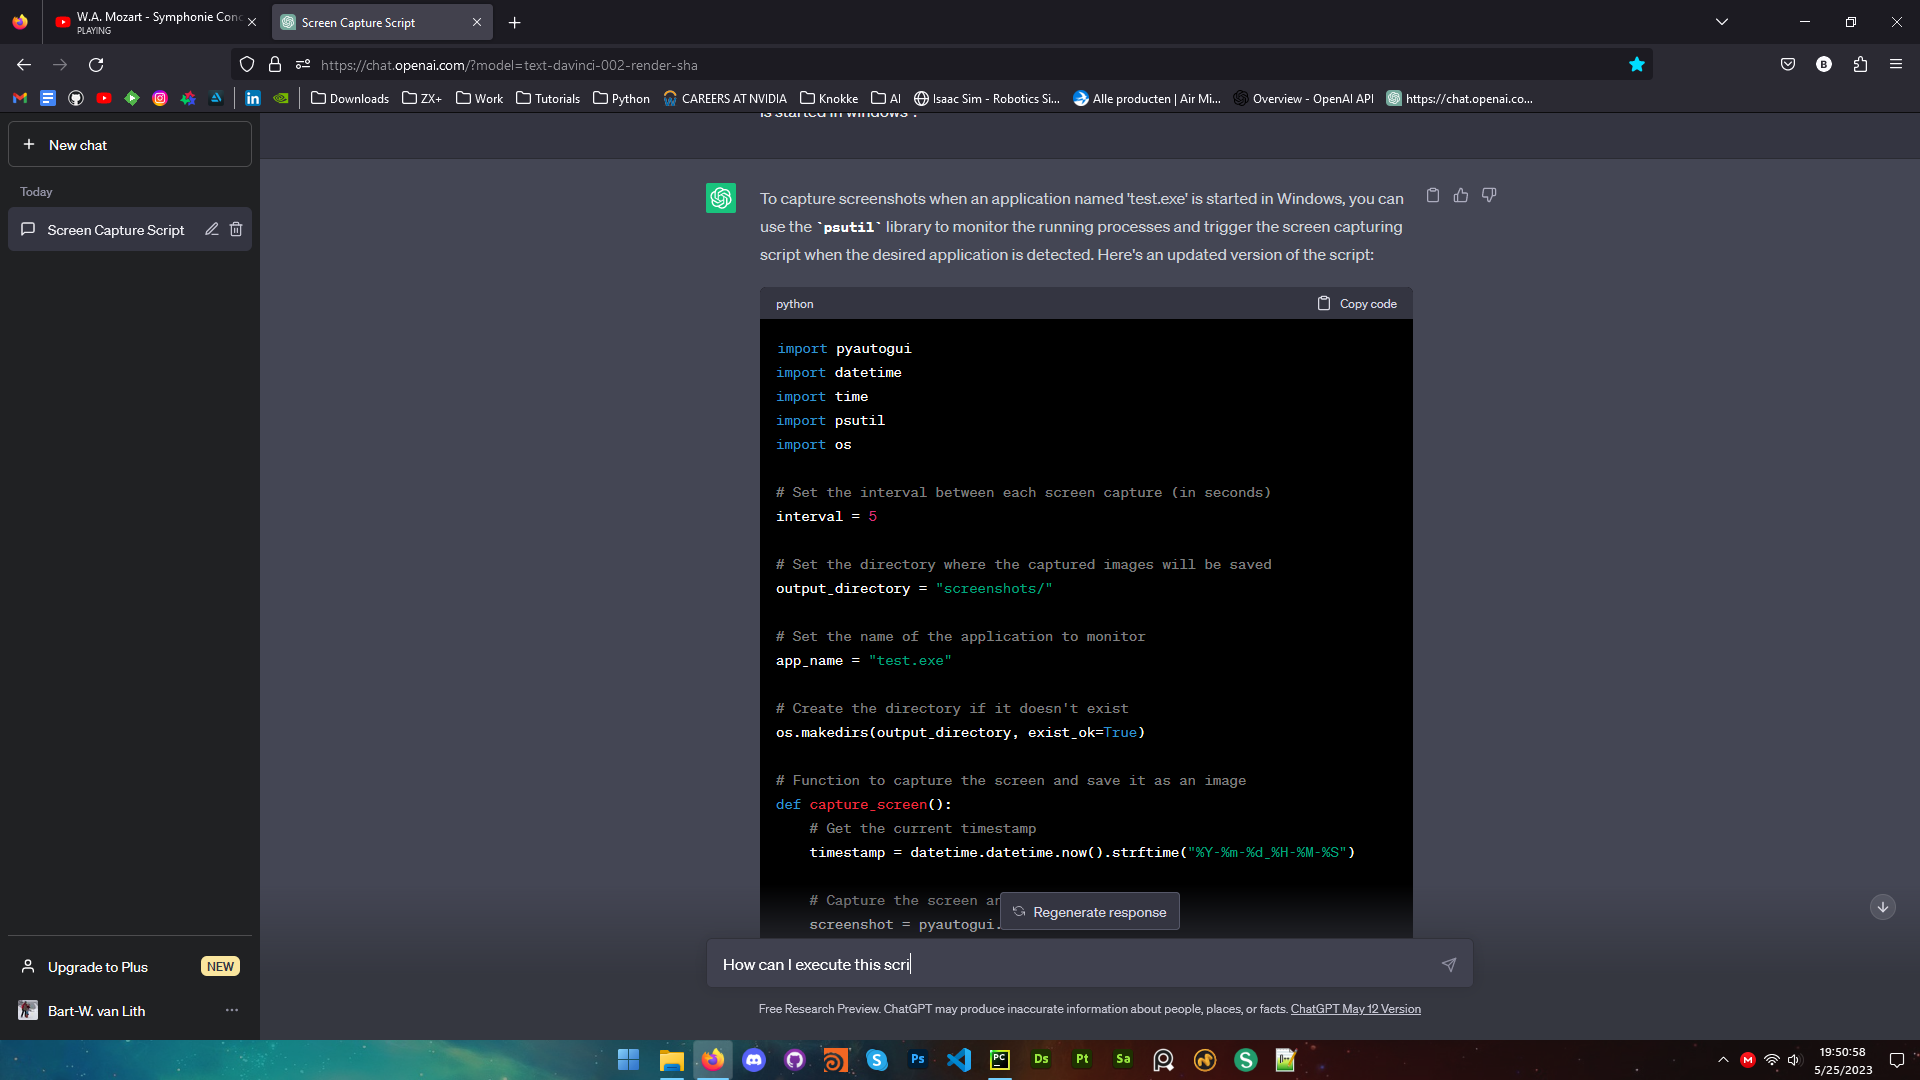 W.A. Mozart - Symphonie Conc
PLAYING
Screen Capture Script
https://chat.openai.com/?model=text-davinci-002-render-sha
B
Downloads
ZX+
Work
Tutorials
Python
CAREERS AT NVIDIA
Knokke
AI
Isaac Sim - Robotics Si...
Alle producten | Air Mi...
Overview - OpenAI API
https://chat.openai.co...
New chat
Today
Screen Capture Script
is started in windows".
To capture screenshots when an application named 'test.exe' is started in Windows, you can
use the `psutil` library to monitor the running processes and trigger the screen capturing
script when the desired application is detected. Here's an updated version of the script:
python
Copy code
import pyautogui
import datetime
import time
import psutil
import os
# Set the interval between each screen capture (in seconds)
interval = 5
# Set the directory where the captured images will be saved
output_directory = "screenshots/"
# Set the name of the application to monitor
app_name = "test.exe"
# Create the directory if it doesn't exist
os.makedirs(output_directory, exist_ok=True)
# Function to capture the screen and save it as an image
def capture_screen():
# Get the current timestamp
timestamp = datetime.datetime.now().strftime("%Y-%m-%d_%H-%M-%S")
# Capture the screen an
screenshot = pyautogui.
Regenerate response
How can I execute this scri
Free Research Preview. ChatGPT may produce inaccurate information about people, places, or facts. ChatGPT May 12 Version
Upgrade to Plus
NEW
Bart-W. van Lith
Ps
PC
Ds
Pt
Sa
19:50:58
5/25/2023